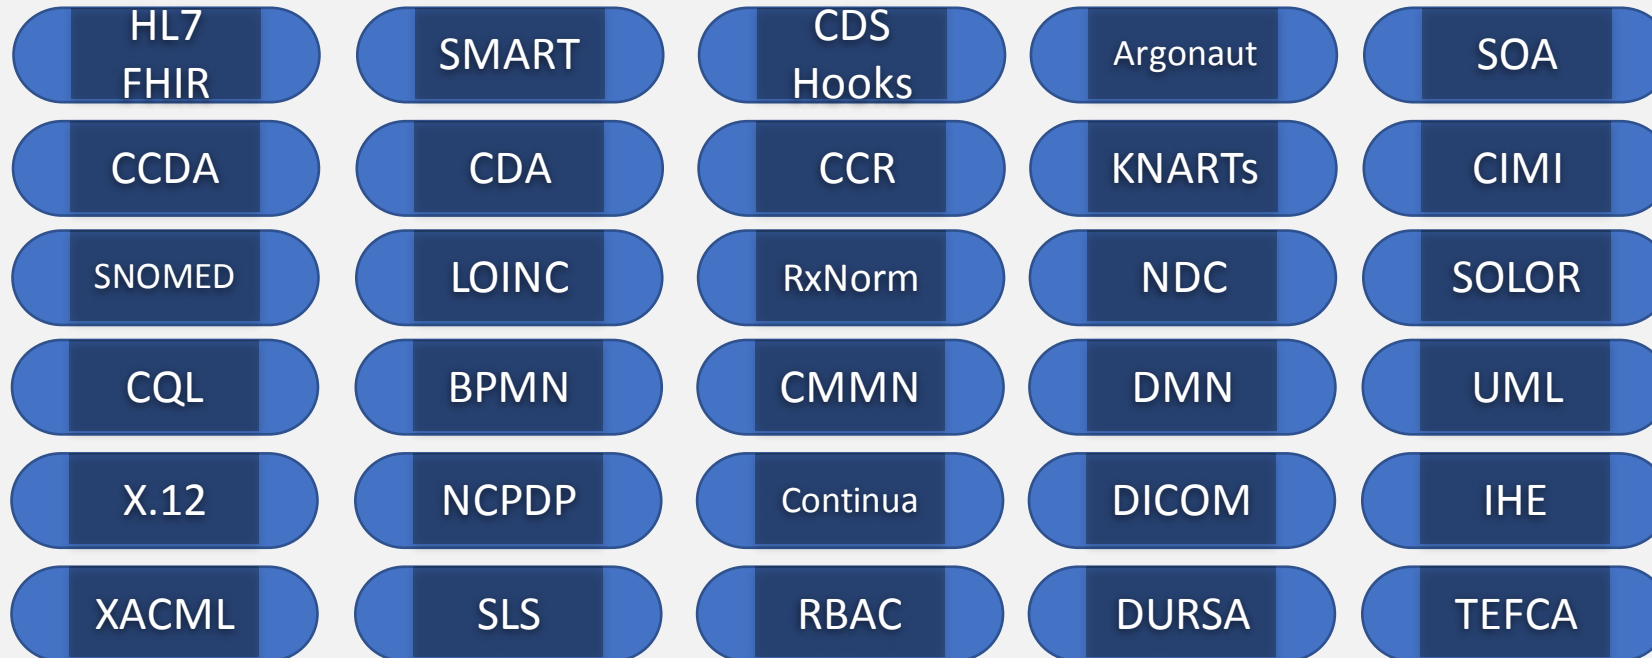 HL7
FHIR
SMART
CDS
Hooks
Argonaut
SOA
CCDA
CDA
CCR
KNARTs
CIMI
SNOMED
LOINC
RxNorm
NDC
SOLOR
CQL
BPMN
CMMN
DMN
UML
X.12
NCPDP
Continua
DICOM
IHE
XACML
SLS
RBAC
DURSA
TEFCA